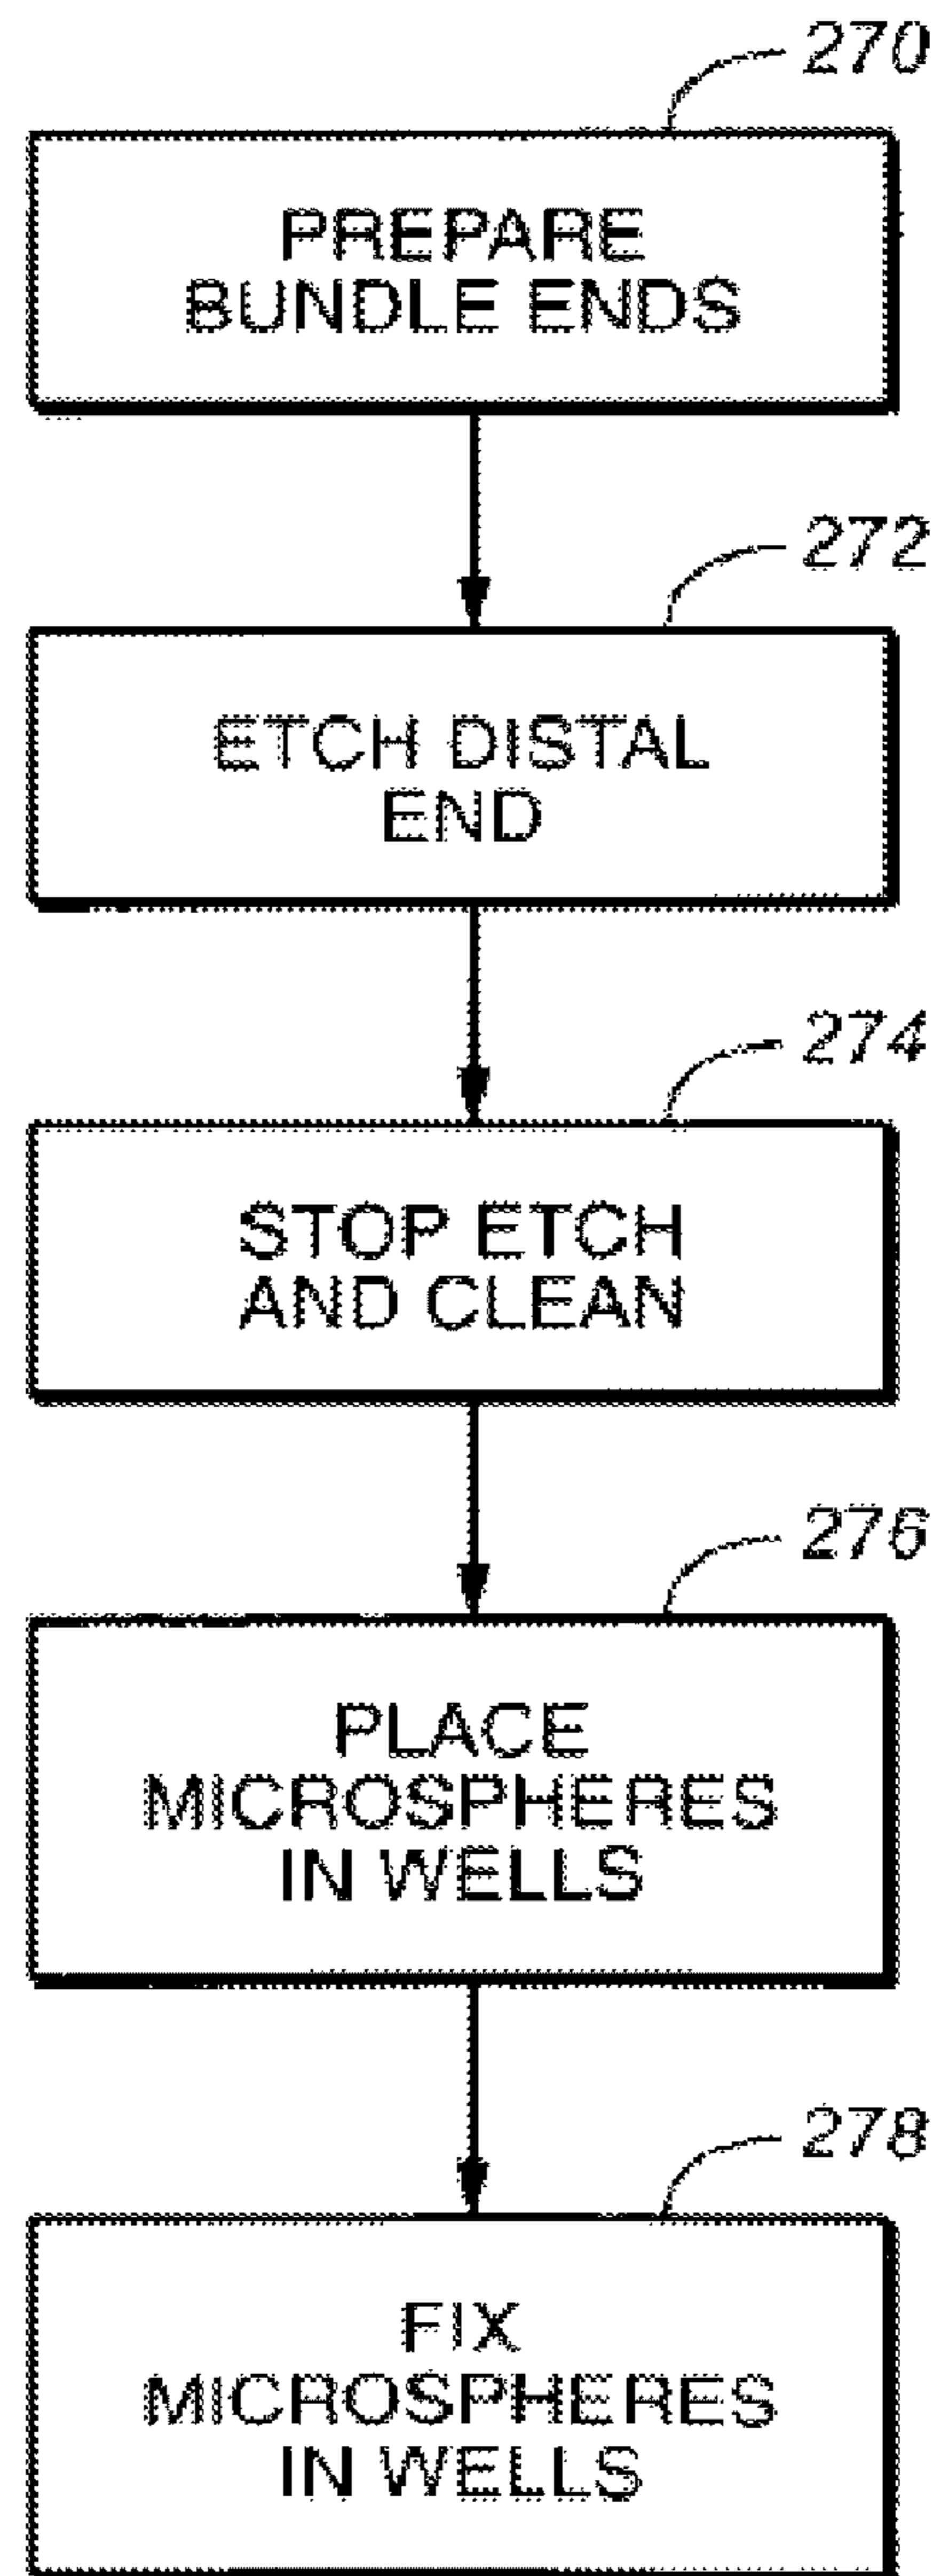 270
PREPARE
BUNDLE ENDS
272
ETCH DISTAL
END
274
STOP ETCH
AND CLEAN
276
PLACE
MICROSPHERES
IN WELLS
278
FIX
MICROSPHERES
IN WELLS